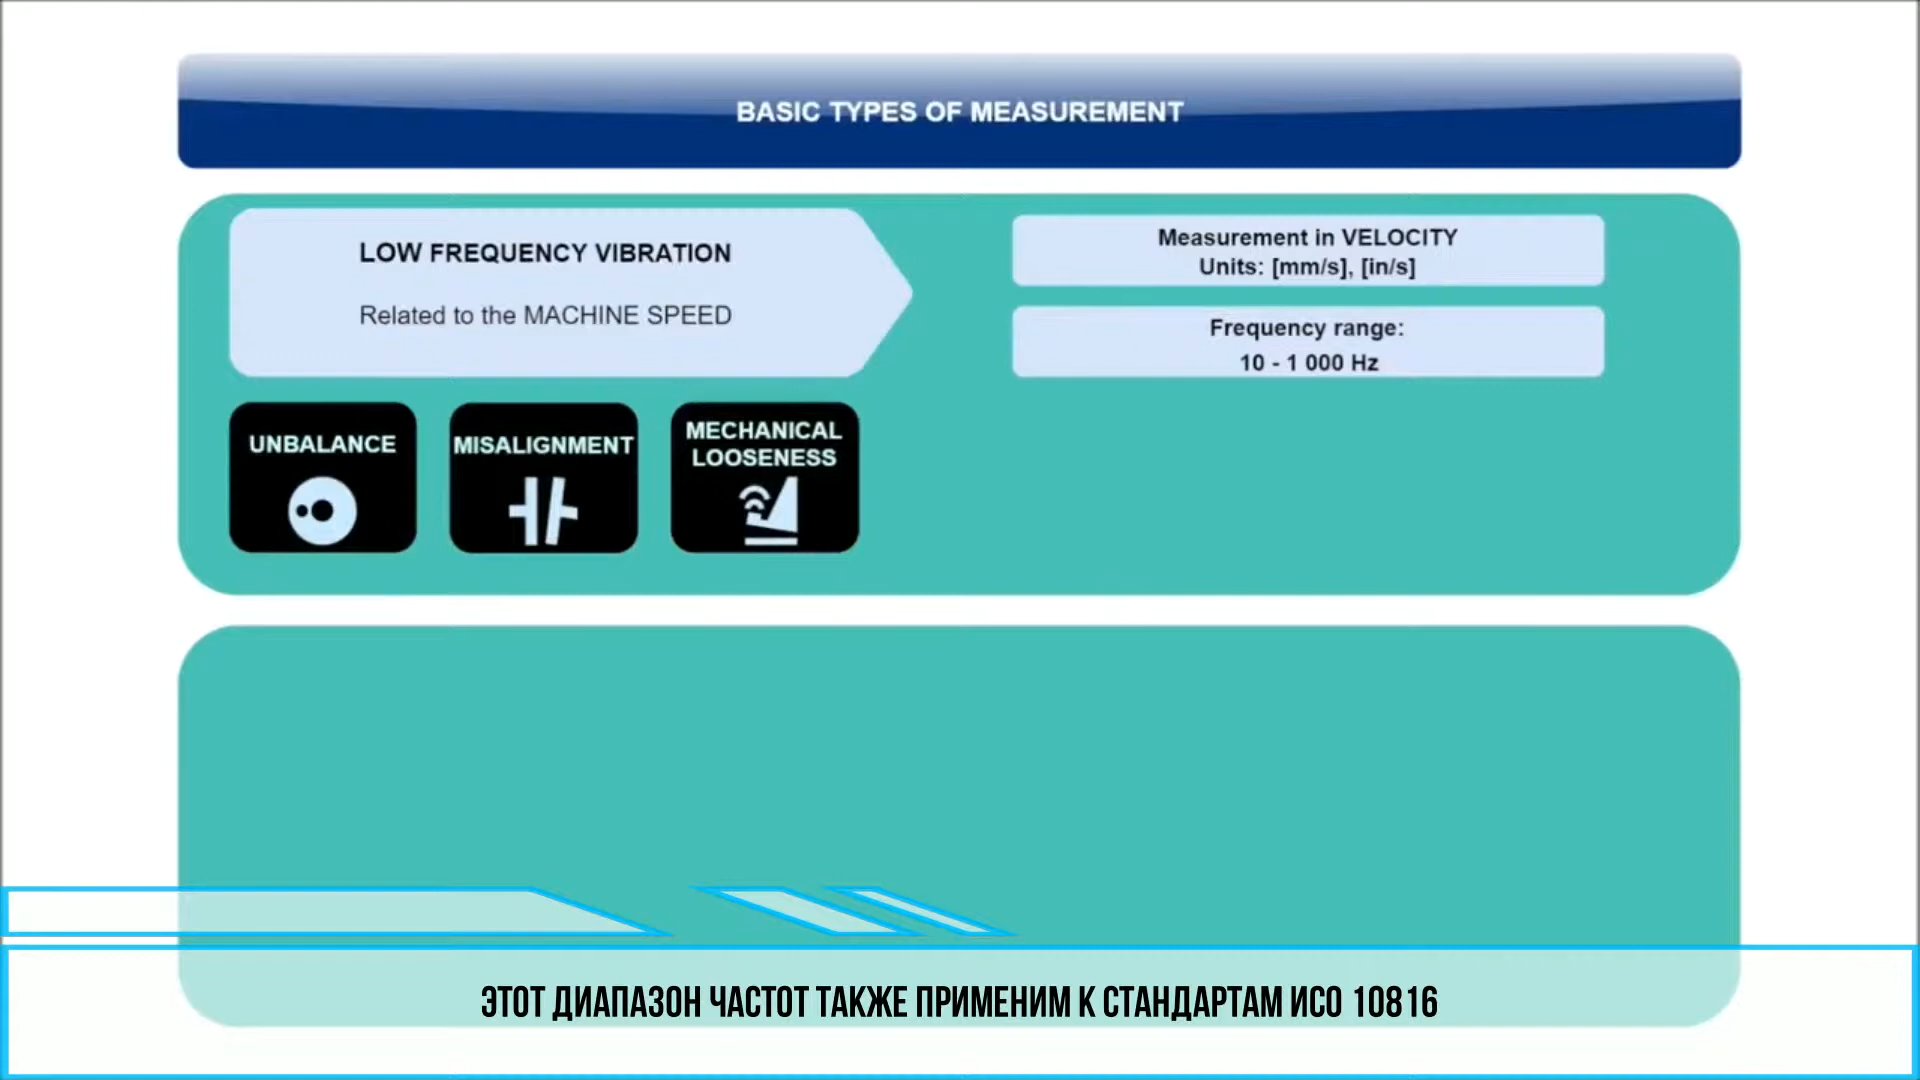 BASIC TYPES OF MEASUREMENT
LOW FREQUENCY VIBRATION
Related to the MACHINE SPEED
Measurement in VELOCITY
Units: [mm/s], [in/s]
Frequency range:
10 - 1 000 Hz
UNBALANCE
MISALIGNMENT
MECHANICAL
LOOSENESS
ЭТОТ ДИАПАЗОН ЧАСТОТ ТАКЖЕ ПРИМЕНИМ К СТАНДАРТАМ ИСО 10816